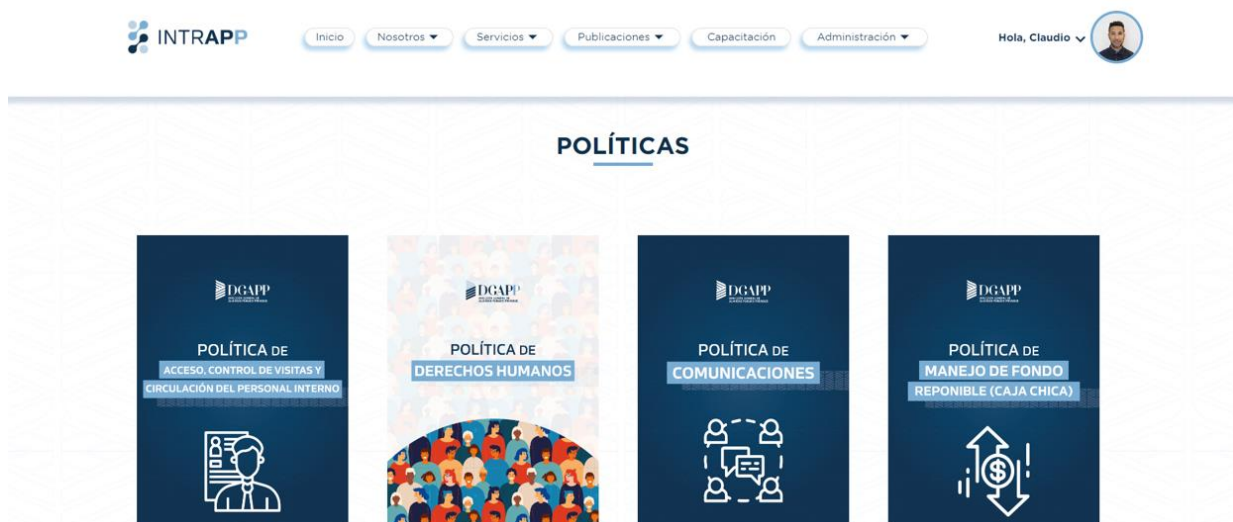 INTRAPP
Inicio
Nosotros
Servicios
Publicaciones
Capacitación
Administración
Hola, Claudio
POLÍTICAS
DGAPP
POLÍTICA DE
ACCESO, CONTROL DE VISITAS Y
CIRCULACIÓN DEL PERSONAL INTERNO
DGAPP
POLÍTICA DE
DERECHOS HUMANOS
DGAPP
POLÍTICA DE
COMUNICACIONES
DGAPP
POLÍTICA DE
MANEJO DE FONDO
REPONIBLE (CAJA CHICA)